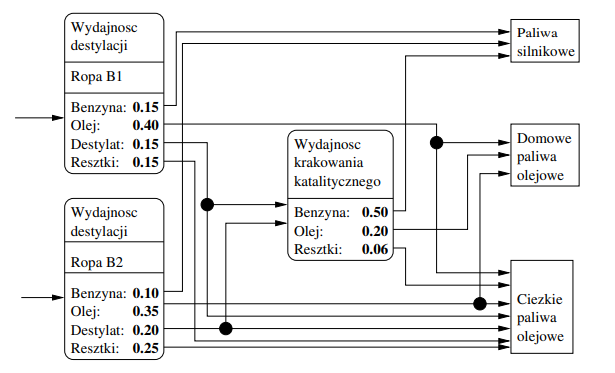 Wydajnosc
destylacji
Ropa B1
Benzyna: 0.15
Olej: 0.40
Destylat: 0.15
Resztki: 0.15
Wydajnosc
destylacji
Ropa B2
Benzyna: 0.10
Olej: 0.35
Destylat: 0.20
Resztki: 0.25
Wydajnosc
krakowania
katalitycznego
Benzyna: 0.50
Olej: 0.20
Resztki: 0.06
Paliwa
silnikowe
Domowe
paliwa
olejowe
Ciezkie
paliwa
olejowe